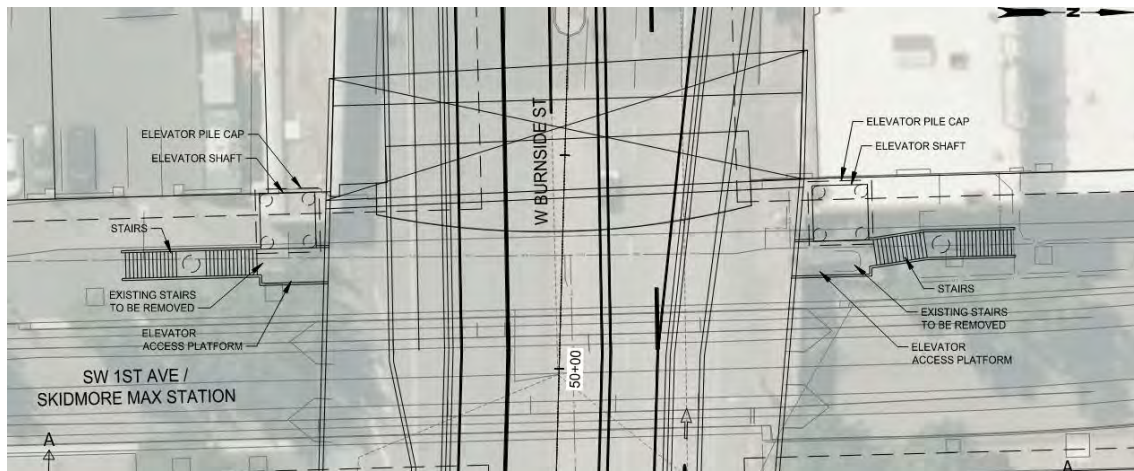 N
ELEVATOR PILE CAP
ELEVATOR SHAFT
STAIRS
EXISTING STAIRS
TO BE REMOVED
ELEVATOR
ACCESS PLATFORM
SW 1ST AVE /
SKIDMORE MAX STATION
A
W BURNSIDE ST
50+00
ELEVATOR PILE CAP
ELEVATOR SHAFT
STAIRS
EXISTING STAIRS
TO BE REMOVED
ELEVATOR
ACCESS PLATFORM
A